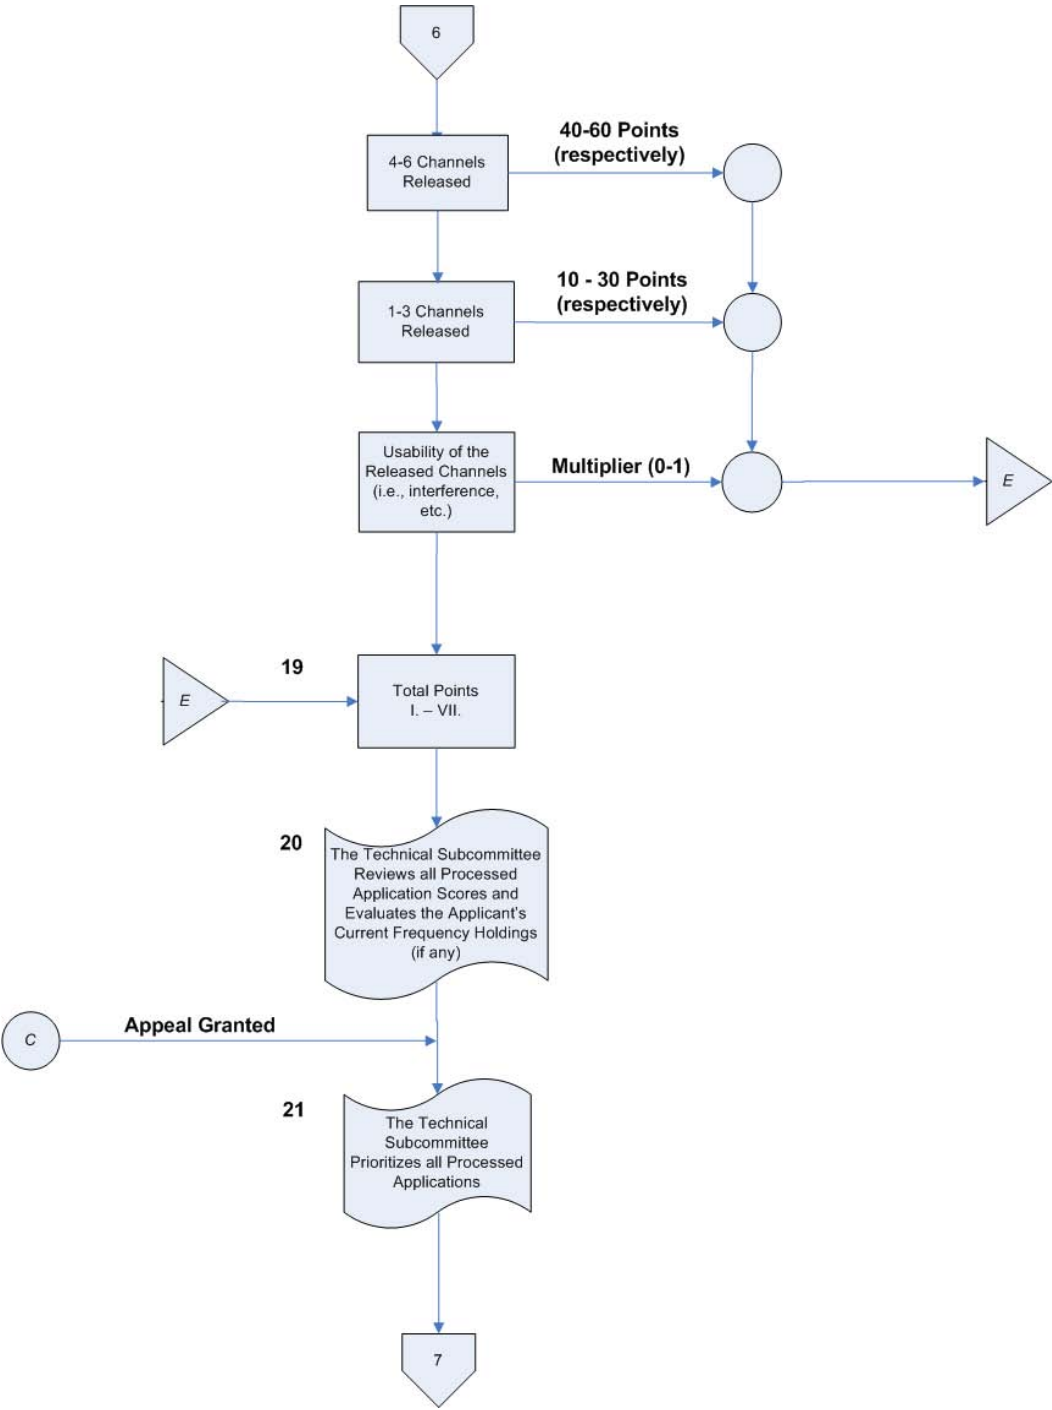 6
4-6 Channels
Released
40-60 Points
(respectively)
1-3 Channels
Released
10 - 30 Points
(respectively)
Usability of the
Released Channels
(i.e., interference,
etc.)
Multiplier (0-1)
E
E
19
Total Points
I. – VII.
20
The Technical Subcommittee
Reviews all Processed
Application Scores and
Evaluates the Applicant's
Current Frequency Holdings
(if any)
C
Appeal Granted
21
The Technical
Subcommittee
Prioritizes all Processed
Applications
7